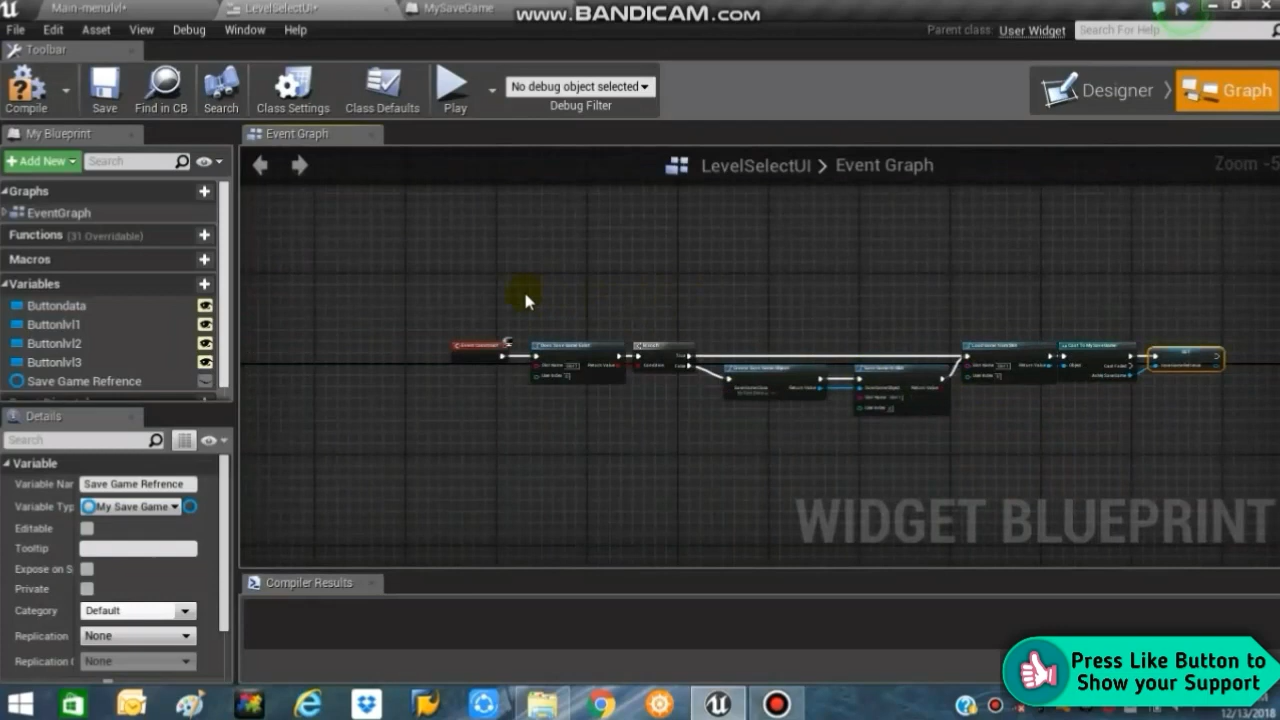 Main-menulvl*
LevelSelectUI*
MySaveGame
www.BANDICAM.com
File Edit Asset View Debug Window Help
Parent class: User Widget
Search For Help
Toolbar
Compile
Save
Find in CB
Search
Class Settings
Class Defaults
Play
No debug object selected
Debug Filter
Designer
Graph
My Blueprint
Event Graph
+Add New
Search
LevelSelectUI > Event Graph
Zoom -5
Graphs
EventGraph
Functions (31 Overridable)
Macros
Variables
Buttondata
Buttonlvl1
Buttonlvl2
Buttonlvl3
Save Game Refrence
Details
Search
Variable
Variable Nar Save Game Refrence
Variable Typ My Save Game
Editable
Tooltip
Expose on S
Private
Category Default
Replication None
Replication C None
WIDGET BLUEPRINT
Compiler Results
Press Like Button to
Show your Support
12/13/2018